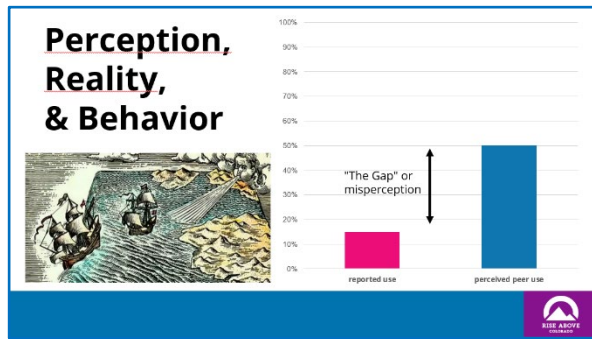 Perception,
Reality,
& Behavior
100%
90%
80%
70%
60%
50%
40%
30%
20%
10%
0%
"The Gap" or
misperception
reported use
perceived peer use
RISE ABOVE
COLORADO